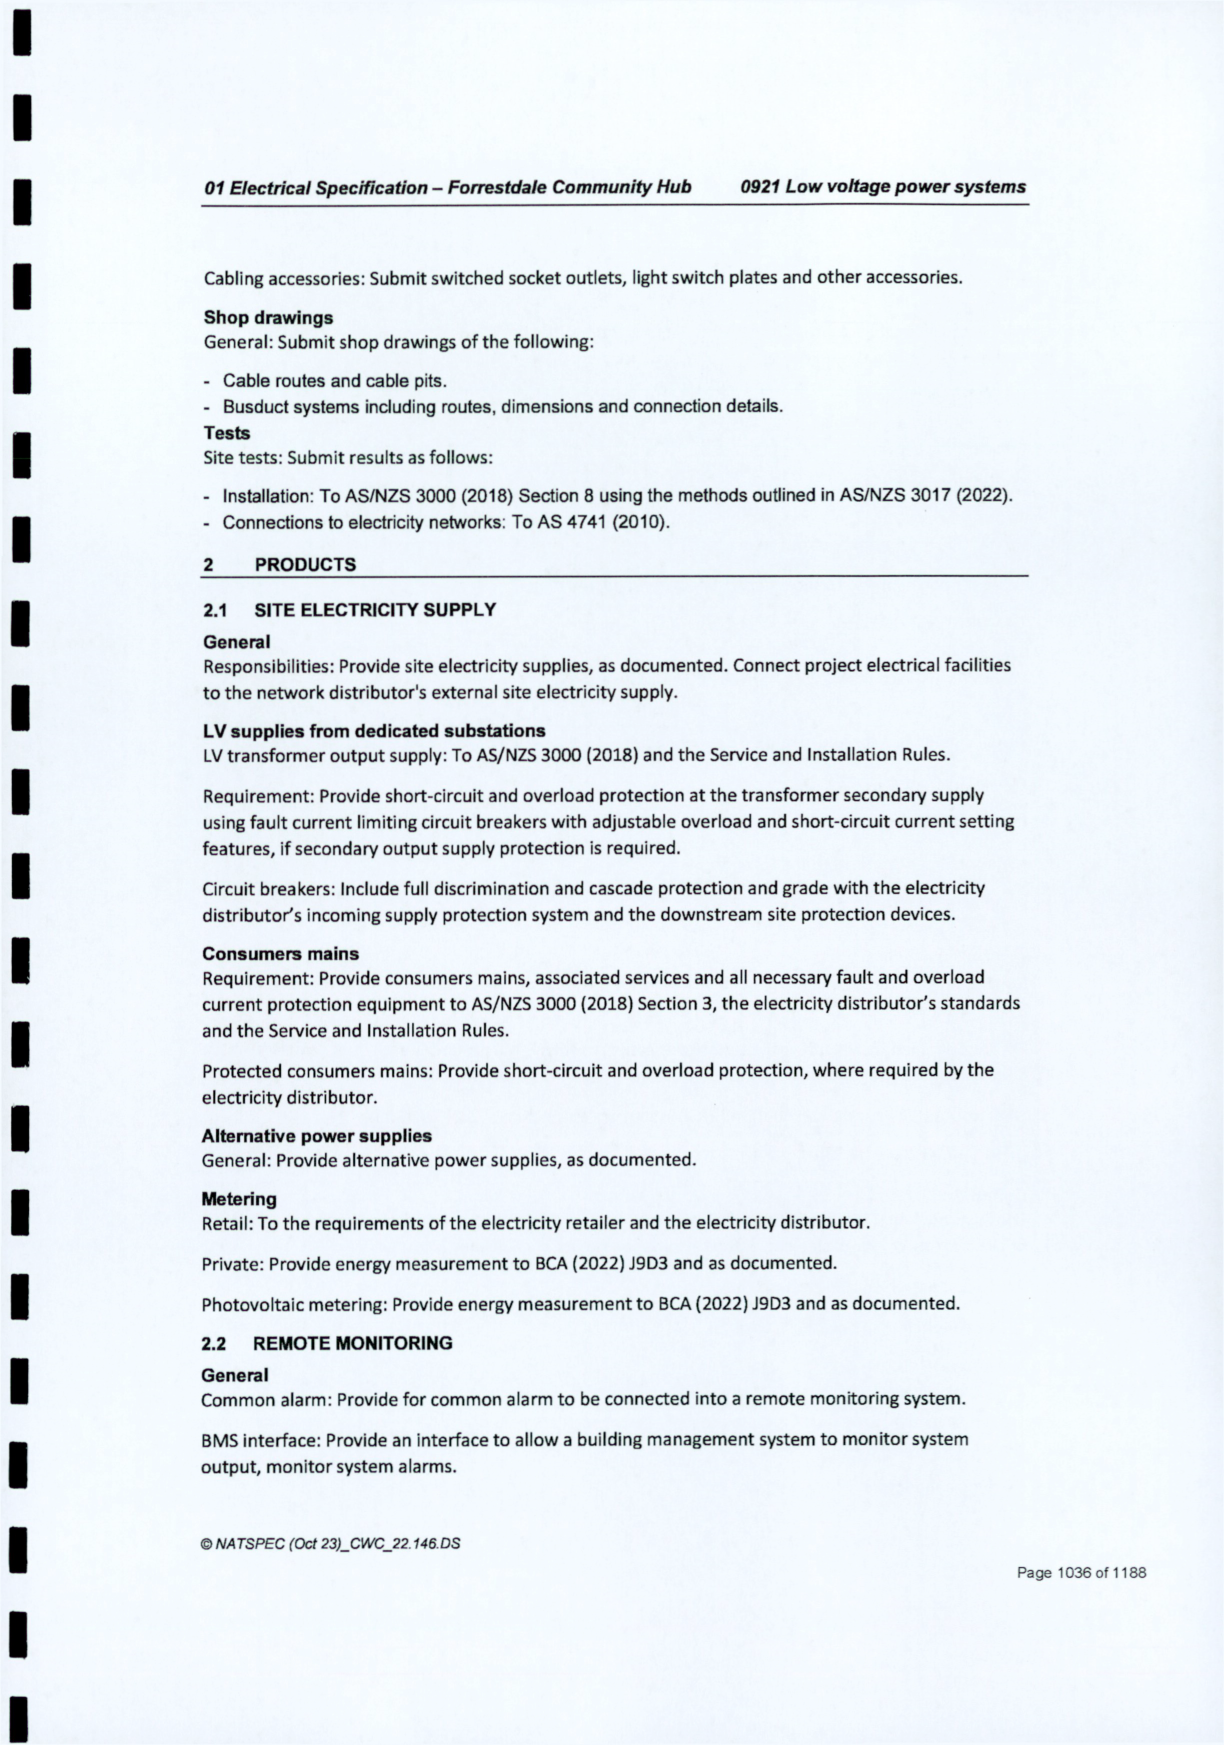 01 Electrical Specification – Forrestdale Community Hub 0921 Low voltage power systems
Cabling accessories: Submit switched socket outlets, light switch plates and other accessories.
Shop drawings
General: Submit shop drawings of the following:
- Cable routes and cable pits.
- Busduct systems including routes, dimensions and connection details.
Tests
Site tests: Submit results as follows:
- Installation: To AS/NZS 3000 (2018) Section 8 using the methods outlined in AS/NZS 3017 (2022).
- Connections to electricity networks: To AS 4741 (2010).
2 PRODUCTS
2.1 SITE ELECTRICITY SUPPLY
General
Responsibilities: Provide site electricity supplies, as documented. Connect project electrical facilities
to the network distributor's external site electricity supply.
LV supplies from dedicated substations
LV transformer output supply: To AS/NZS 3000 (2018) and the Service and Installation Rules.
Requirement: Provide short-circuit and overload protection at the transformer secondary supply
using fault current limiting circuit breakers with adjustable overload and short-circuit current setting
features, if secondary output supply protection is required.
Circuit breakers: Include full discrimination and cascade protection and grade with the electricity
distributor's incoming supply protection system and the downstream site protection devices.
Consumers mains
Requirement: Provide consumers mains, associated services and all necessary fault and overload
current protection equipment to AS/NZS 3000 (2018) Section 3, the electricity distributor's standards
and the Service and Installation Rules.
Protected consumers mains: Provide short-circuit and overload protection, where required by the
electricity distributor.
Alternative power supplies
General: Provide alternative power supplies, as documented.
Metering
Retail: To the requirements of the electricity retailer and the electricity distributor.
Private: Provide energy measurement to BCA (2022) J9D3 and as documented.
Photovoltaic metering: Provide energy measurement to BCA (2022) J9D3 and as documented.
2.2 REMOTE MONITORING
General
Common alarm: Provide for common alarm to be connected into a remote monitoring system.
BMS interface: Provide an interface to allow a building management system to monitor system
output, monitor system alarms.
© NATSPEC (Oct 23)_CWC_22.146.DS
Page 1036 of 1188